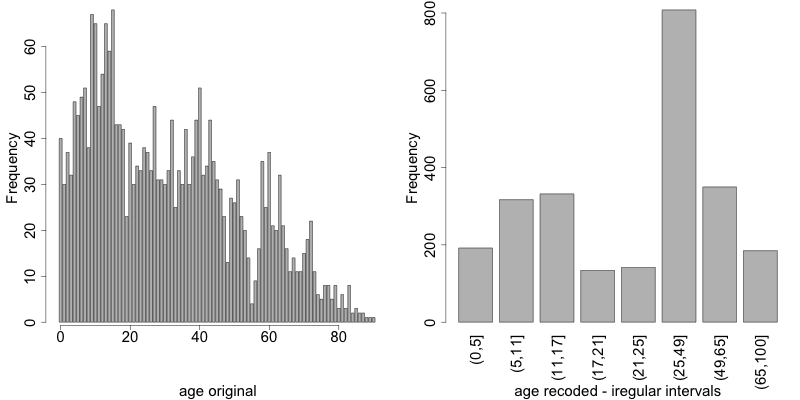 Frequency
60
50
40
30
20
10
0
0 20 40 60 80
age original
Frequency
800
600
400
200
0
(0,5] (5,11] (11,17] (17,21] (21,25] (25,49] (49,65] (65,100]
age recoded - iregular intervals